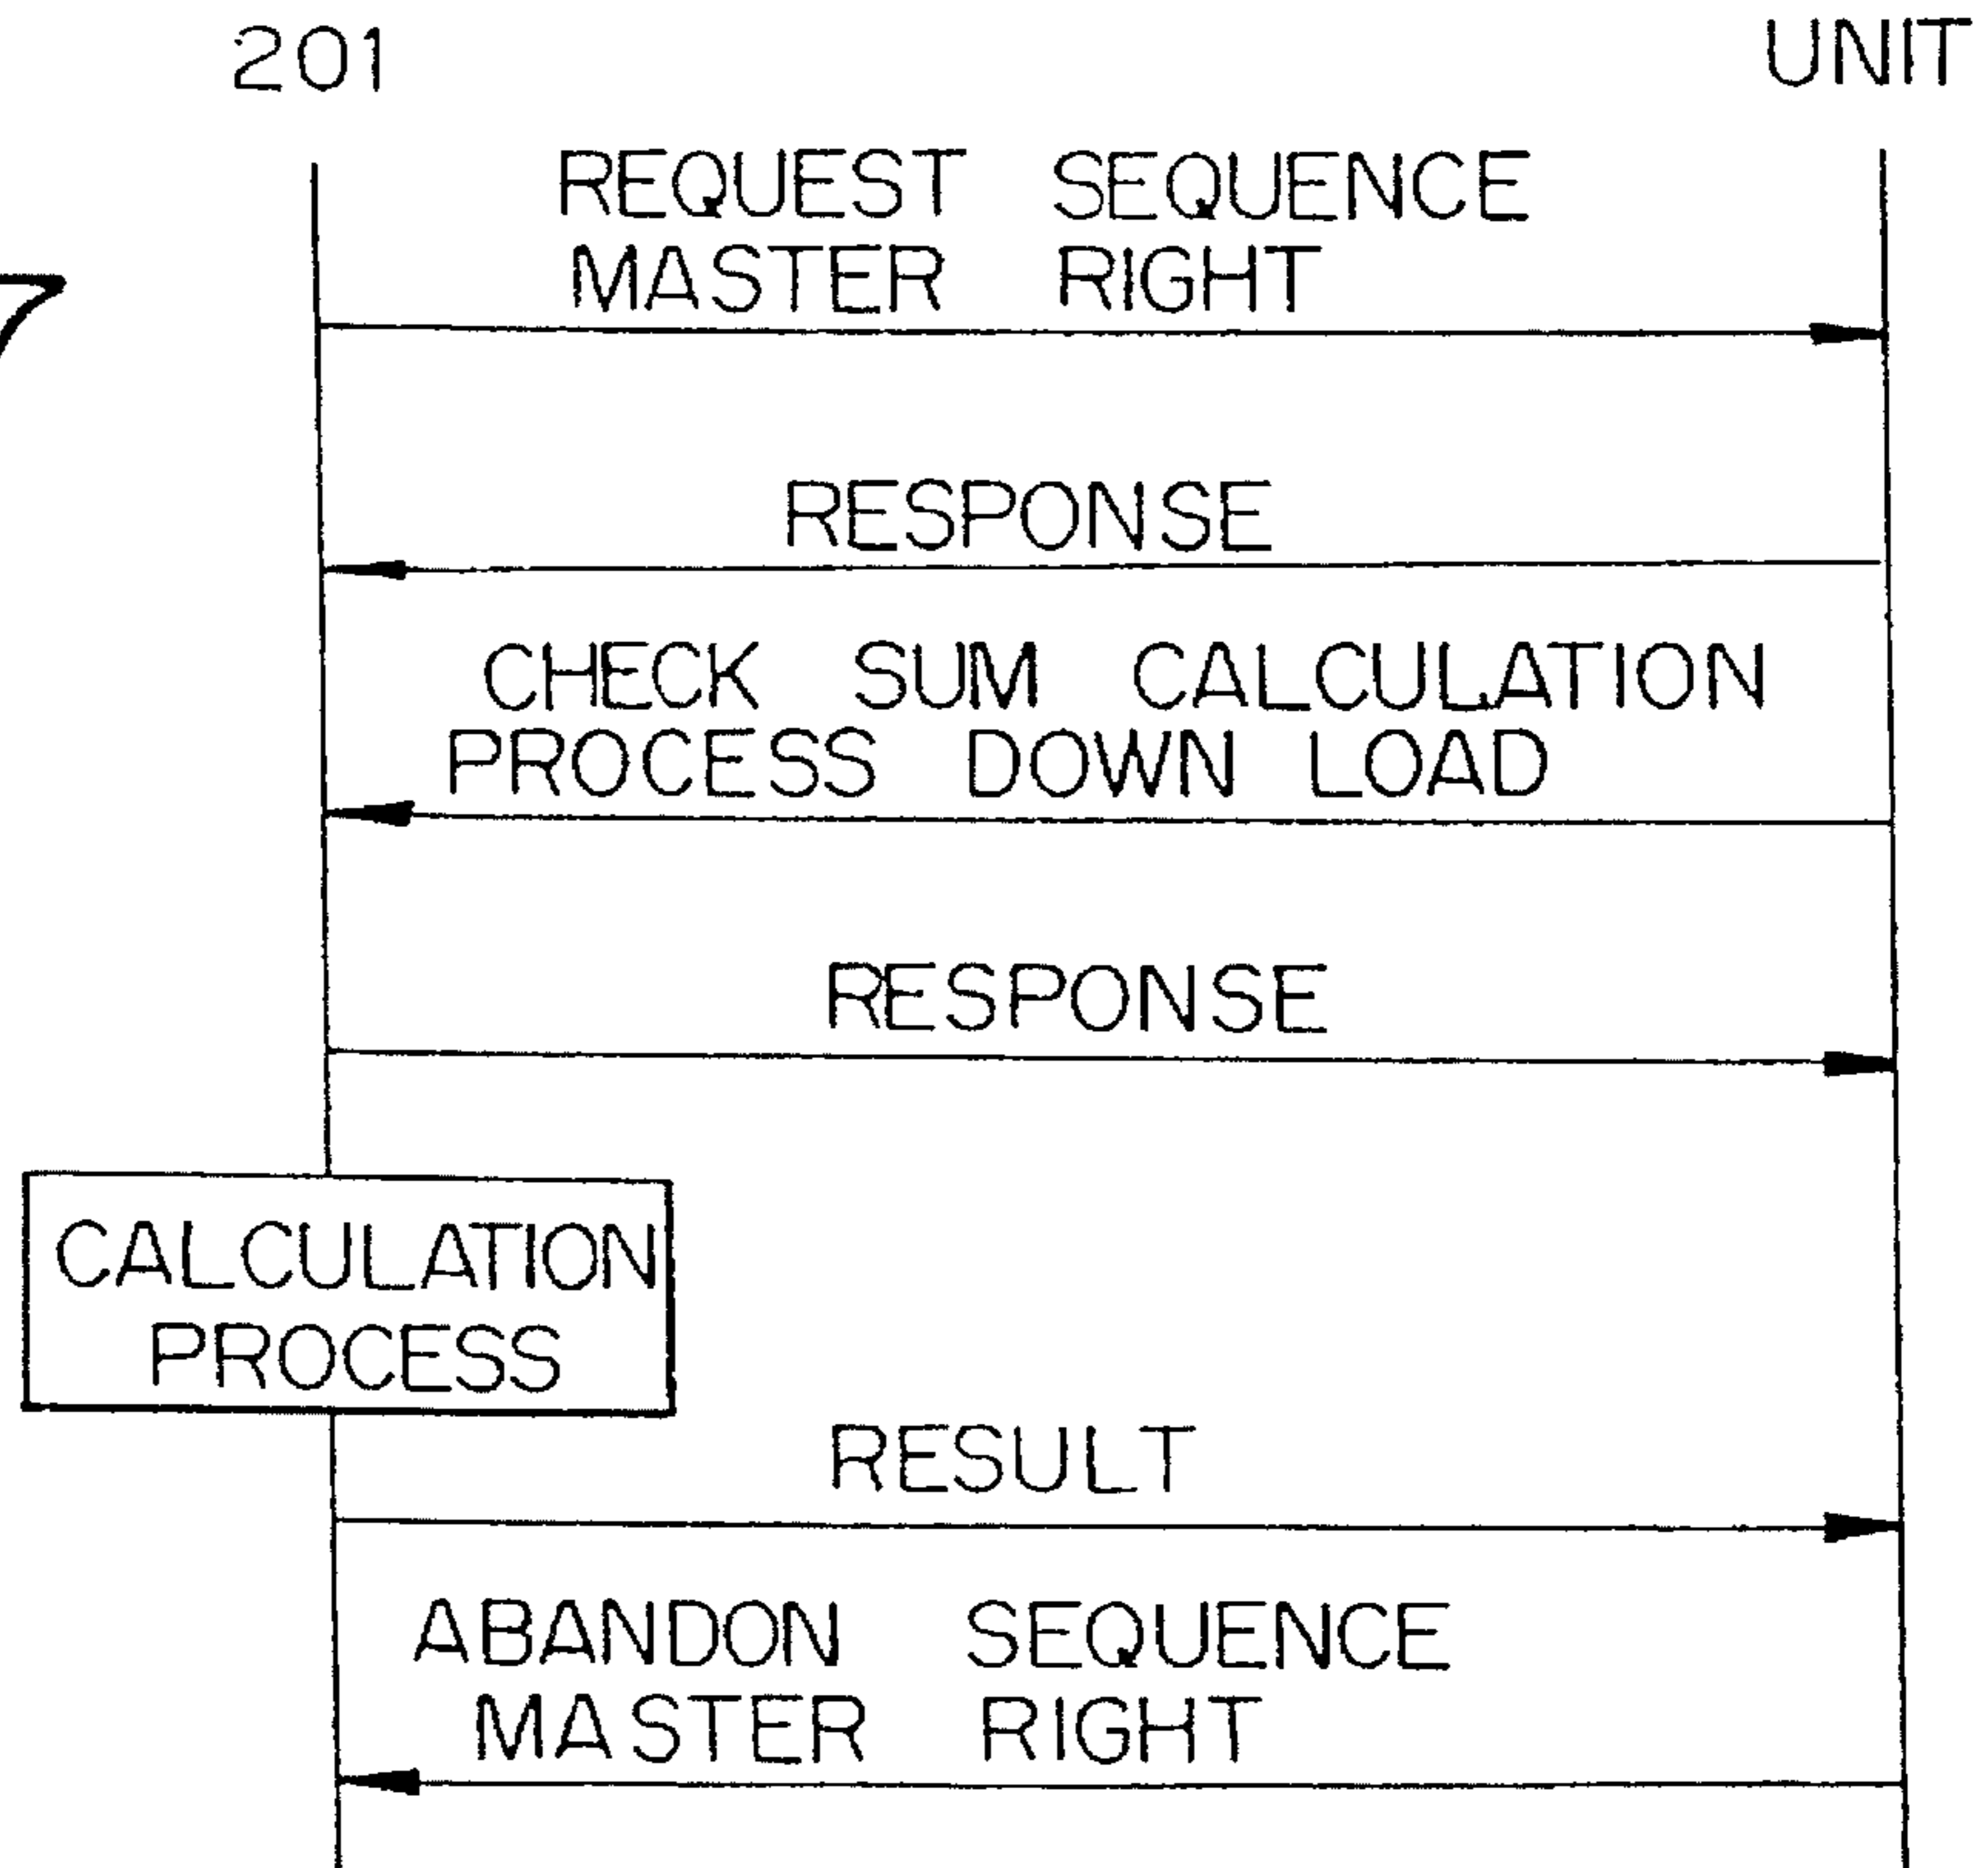 201 UNIT
REQUEST SEQUENCE
MASTER RIGHT
7
RESPONSE
CHECK SUM CALCULATION
PROCESS DOWN LOAD
RESPONSE
CALCULATION
PROCESS
RESULT
ABANDON SEQUENCE
MASTER RIGHT